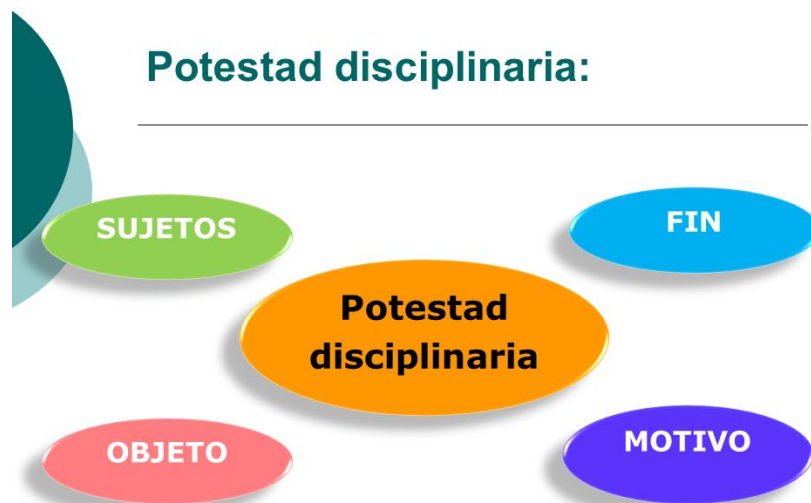 Potestad disciplinaria:
SUJETOS
FIN
Potestad
disciplinaria
OBJETO
MOTIVO